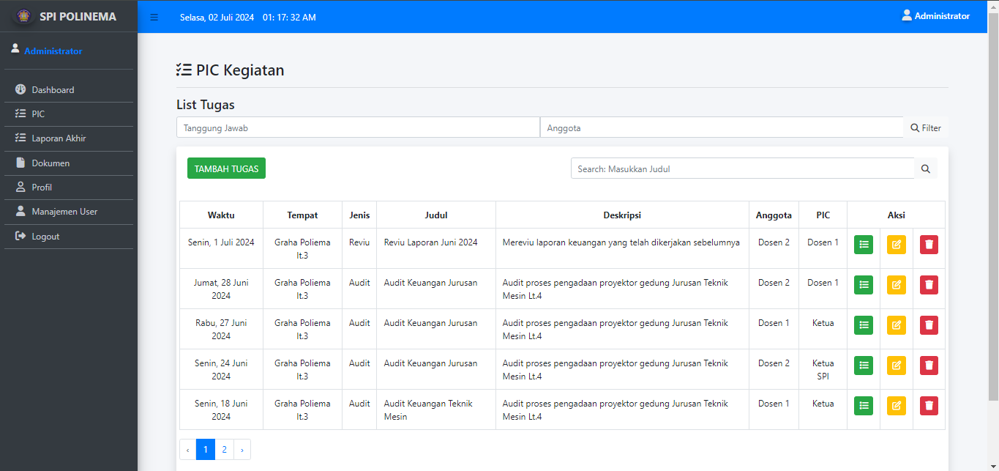 SPI POLINEMA
Selasa, 02 Juli 2024 01: 17: 32 AM
Administrator
Administrator
Dashboard
PIC
Laporan Akhir
Dokumen
Profil
Manajemen User
Logout
PIC Kegiatan
List Tugas
Tanggung Jawab Anggota Filter
TAMBAH TUGAS Search: Masukkan Judul
Waktu Tempat Jenis Judul Deskripsi Anggota PIC Aksi
Senin, 1 Juli 2024 Graha Poliema Reviu Reviu Laporan Juni 2024 Mereviu laporan keuangan yang telah dikerjakan sebelumnya Dosen 2 Dosen 1
lt.3
Jumat, 28 Juni Graha Poliema Audit Audit Keuangan Jurusan Audit proses pengadaan proyektor gedung Jurusan Teknik Dosen 2 Dosen 1
2024 lt.3 Mesin Lt.4
Rabu, 27 Juni Graha Poliema Audit Audit Keuangan Jurusan Audit proses pengadaan proyektor gedung Jurusan Teknik Dosen 1 Ketua
2024 lt.3 Mesin Lt.4
Senin, 24 Juni Graha Poliema Audit Audit Keuangan Jurusan Audit proses pengadaan proyektor gedung Jurusan Teknik Dosen 2 Ketua
2024 lt.3 Mesin Lt.4 SPI
Senin, 18 Juni Graha Poliema Audit Audit Keuangan Teknik Audit proses pengadaan proyektor gedung Jurusan Teknik Dosen 1 Ketua
2024 lt.3 Mesin Mesin Lt.4
‹ 1 2 ›